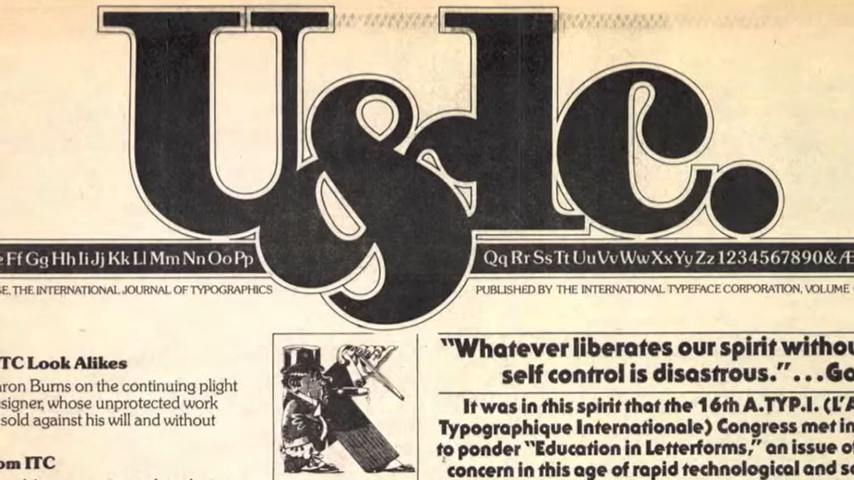 U&lc.
Ff Gg Hh Ii Jj Kk Ll Mm Nn Oo Pp Qq Rr Ss Tt Uu Vv Ww Xx Yy Zz 1234567890&Æ
THE INTERNATIONAL JOURNAL OF TYPOGRAPHICS
PUBLISHED BY THE INTERNATIONAL TYPEFACE CORPORATION, VOLUME
TC Look Alikes
aron Burns on the continuing plight
signer, whose unprotected work
sold against his will and without
om ITC
"Whatever liberates our spirit withou
self control is disastrous."...Go
It was in this spirit that the 16th A.TYP.I. (L'A
Typographique Internationale) Congress met in
to ponder "Education in Letterforms," an issue of
concern in this age of rapid technological and so